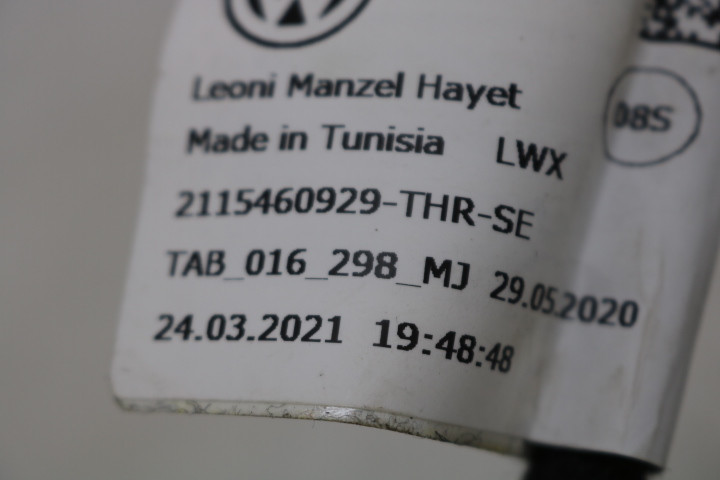 Leoni Manzel Hayet
08S
Made in Tunisia LWX
2115460929-THR-SE
TAB_016_298_MJ 29.05.2020
24.03.2021 19:48:48